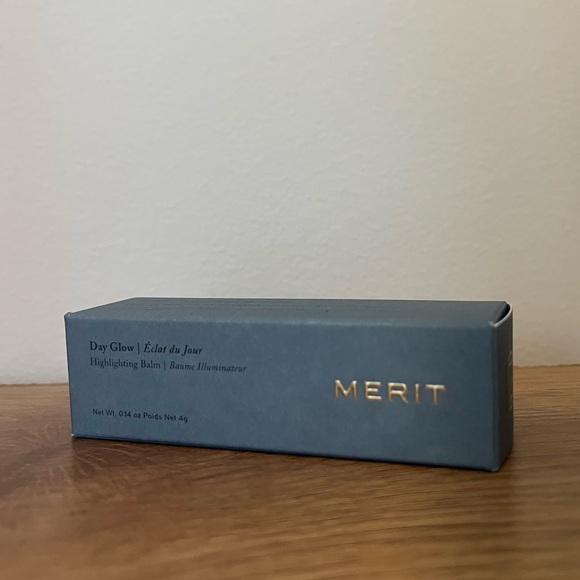 Day Glow | Éclat du Jour
Highlighting Balm | Baume Illuminateur
MERIT
Net Wt. 0.14 oz Poids Net 4g